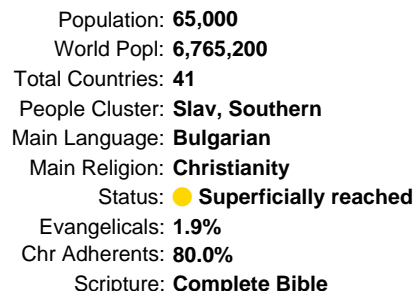 Population: 65,000
World Popl: 6,765,200
Total Countries: 41
People Cluster: Slav, Southern
Main Language: Bulgarian
Main Religion: Christianity
Status: Superficially reached
Evangelicals: 1.9%
Chr Adherents: 80.0%
Scripture: Complete Bible